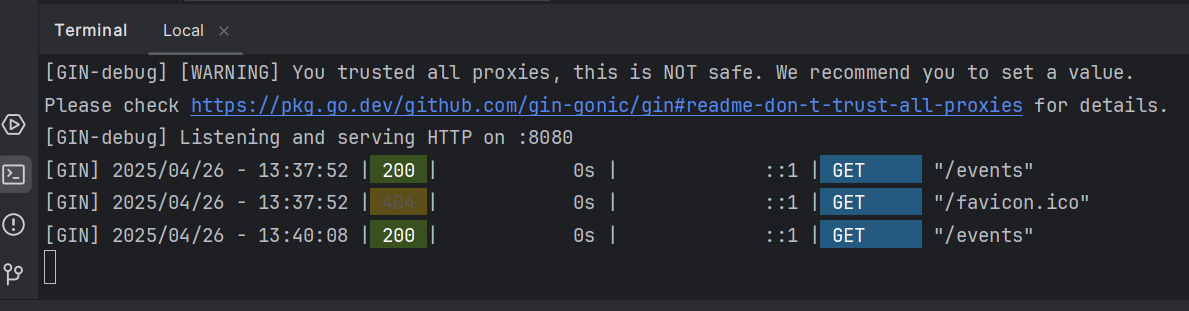 Terminal Local ×
[GIN-debug] [WARNING] You trusted all proxies, this is NOT safe. We recommend you to set a value.
Please check https://pkg.go.dev/github.com/gin-gonic/gin#readme-don-t-trust-all-proxies for details.
[GIN-debug] Listening and serving HTTP on :8080
[GIN] 2025/04/26 - 13:37:52 | 200 |            0s |             ::1 | GET      "/events"
[GIN] 2025/04/26 - 13:37:52 | 404 |            0s |             ::1 | GET      "/favicon.ico"
[GIN] 2025/04/26 - 13:40:08 | 200 |            0s |             ::1 | GET      "/events"